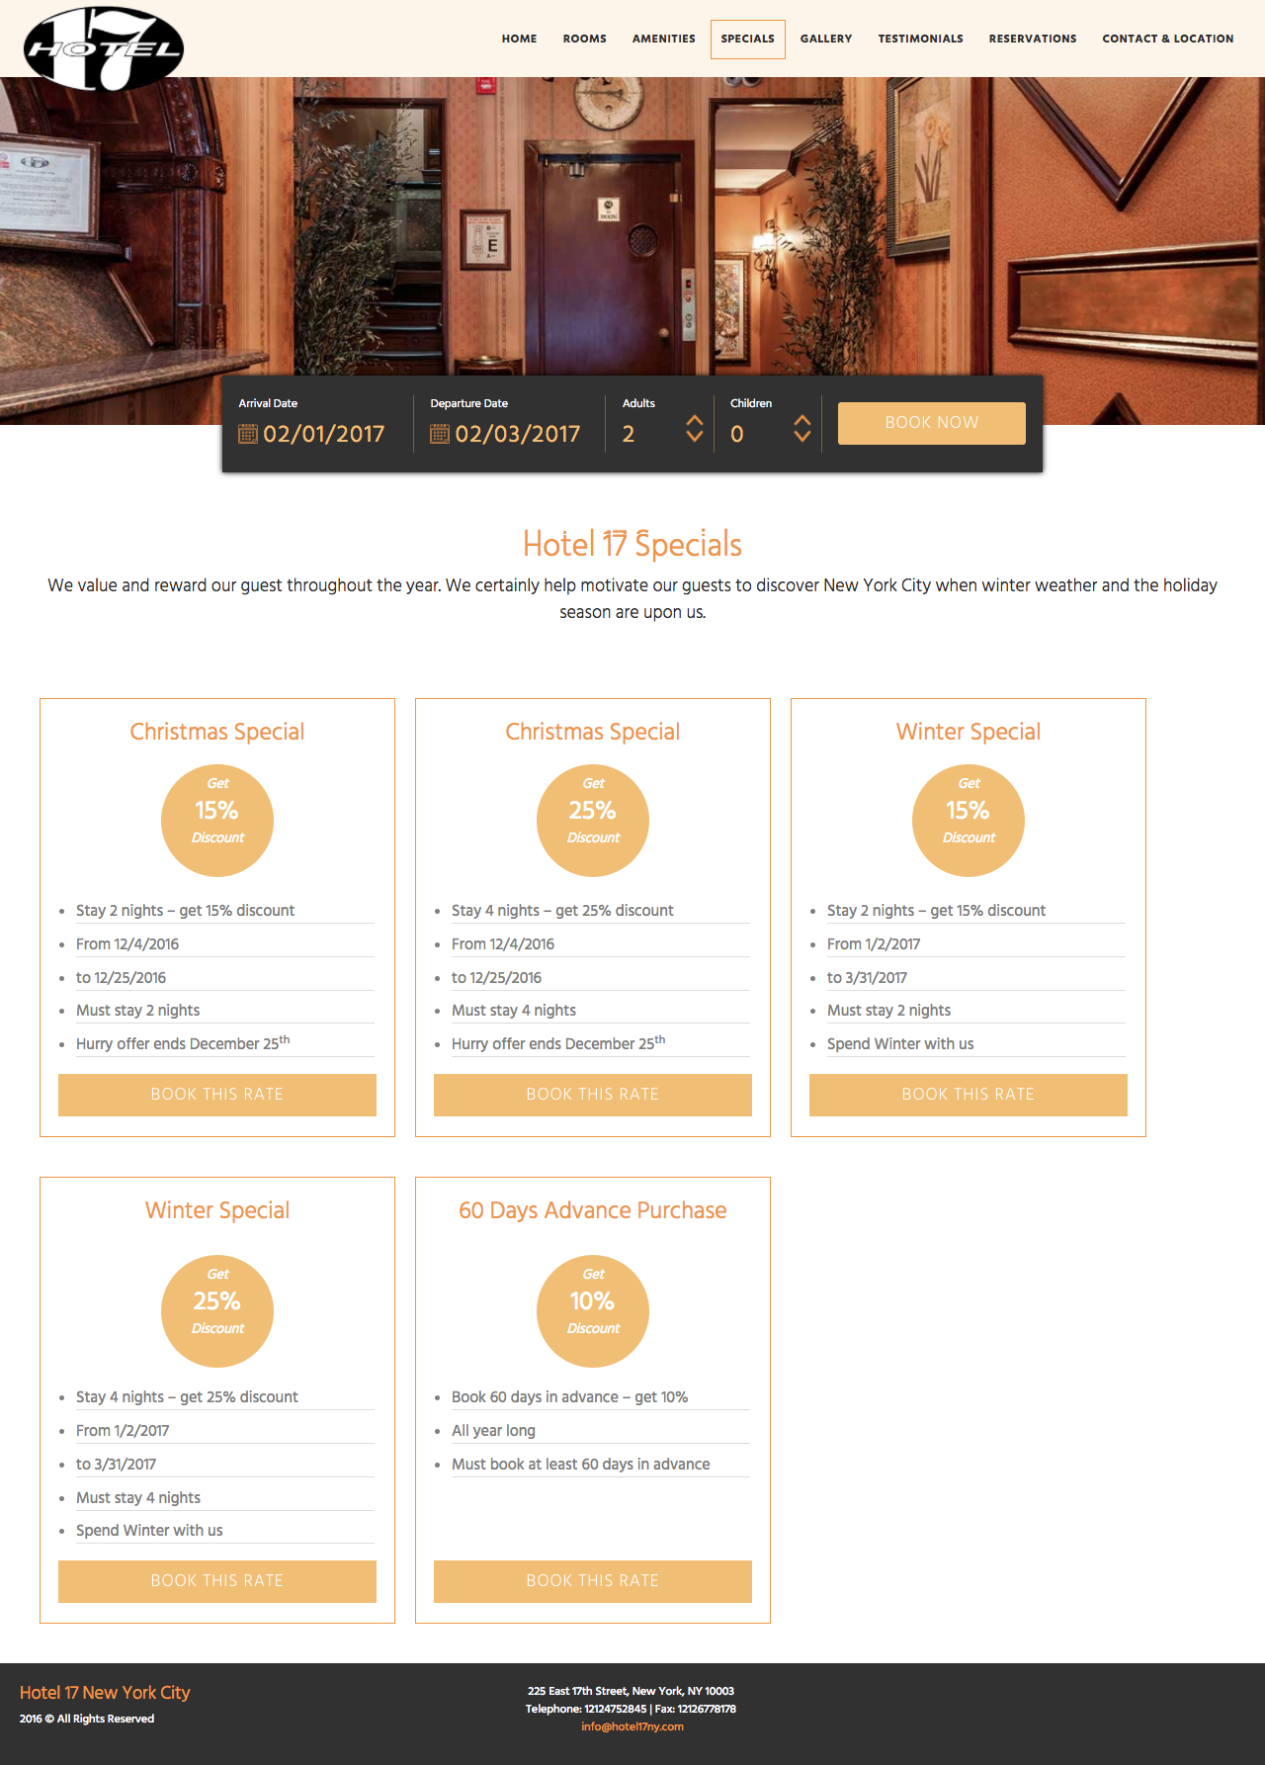 17
HOTEL
HOME ROOMS AMENITIES SPECIALS GALLERY TESTIMONIALS RESERVATIONS CONTACT & LOCATION
E
Arrival Date
02/01/2017
Departure Date
02/03/2017
Adults
2
Children
0
BOOK NOW
Hotel 17 Specials
We value and reward our guest throughout the year. We certainly help motivate our guests to discover New York City when winter weather and the holiday
season are upon us.
Christmas Special
Get
15%
Discount
Stay 2 nights – get 15% discount
From 12/4/2016
to 12/25/2016
Must stay 2 nights
Hurry offer ends December 25th
BOOK THIS RATE
Christmas Special
Get
25%
Discount
Stay 4 nights – get 25% discount
From 12/4/2016
to 12/25/2016
Must stay 4 nights
Hurry offer ends December 25th
BOOK THIS RATE
Winter Special
Get
15%
Discount
Stay 2 nights – get 15% discount
From 1/2/2017
to 3/31/2017
Must stay 2 nights
Spend Winter with us
BOOK THIS RATE
Winter Special
Get
25%
Discount
Stay 4 nights – get 25% discount
From 1/2/2017
to 3/31/2017
Must stay 4 nights
Spend Winter with us
BOOK THIS RATE
60 Days Advance Purchase
Get
10%
Discount
Book 60 days in advance – get 10%
All year long
Must book at least 60 days in advance
BOOK THIS RATE
Hotel 17 New York City
2016 © All Rights Reserved
225 East 17th Street, New York, NY 10003
Telephone: 12124752845 | Fax: 12126778178
info@hotel17ny.com